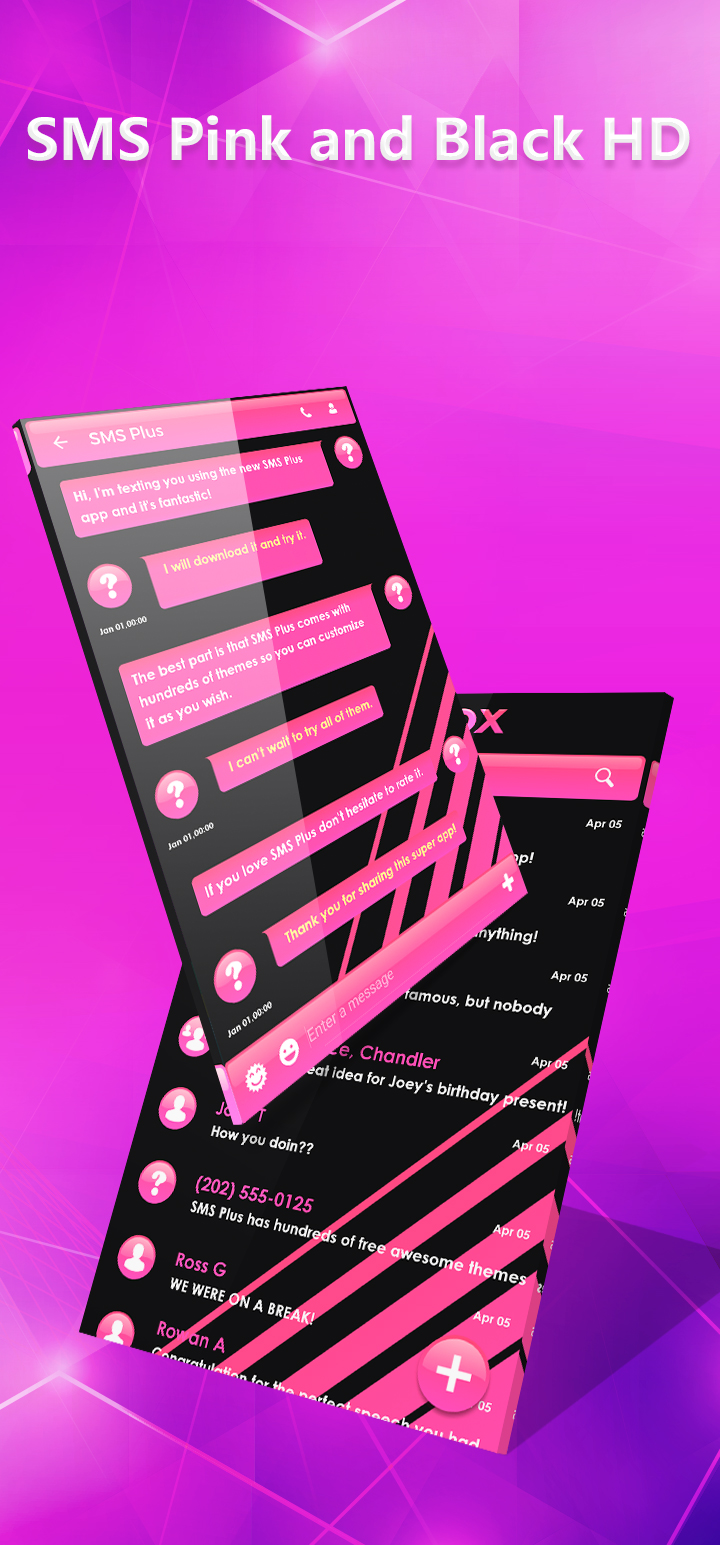 SMS Pink and Black HD
SMS Plus
Hi, I'm texting you using the new SMS Plus
app and it's fantastic!
I will download it and try it.
Jan 01,00:00
The best part is that SMS Plus comes with
hundreds of themes so you can customize
it as you wish.
I can't wait to try all of them.
Jan 01,00:00
If you love SMS Plus don't hesitate to rate it.
Thank you for sharing this super app!
Jan 01,00:00
Enter a message
Apr 05
Apr 05
Apr 05
famous, but nobody
Chandler
Apr 05
idea for Joey's birthday present!
Apr 05
How you doin??
(202) 555-0125
Apr 05
SMS Plus has hundreds of free awesome themes
Ross G
Apr 05
WE WERE ON A BREAK!
Rowan A
05
Congratulation for the perfect speech you had